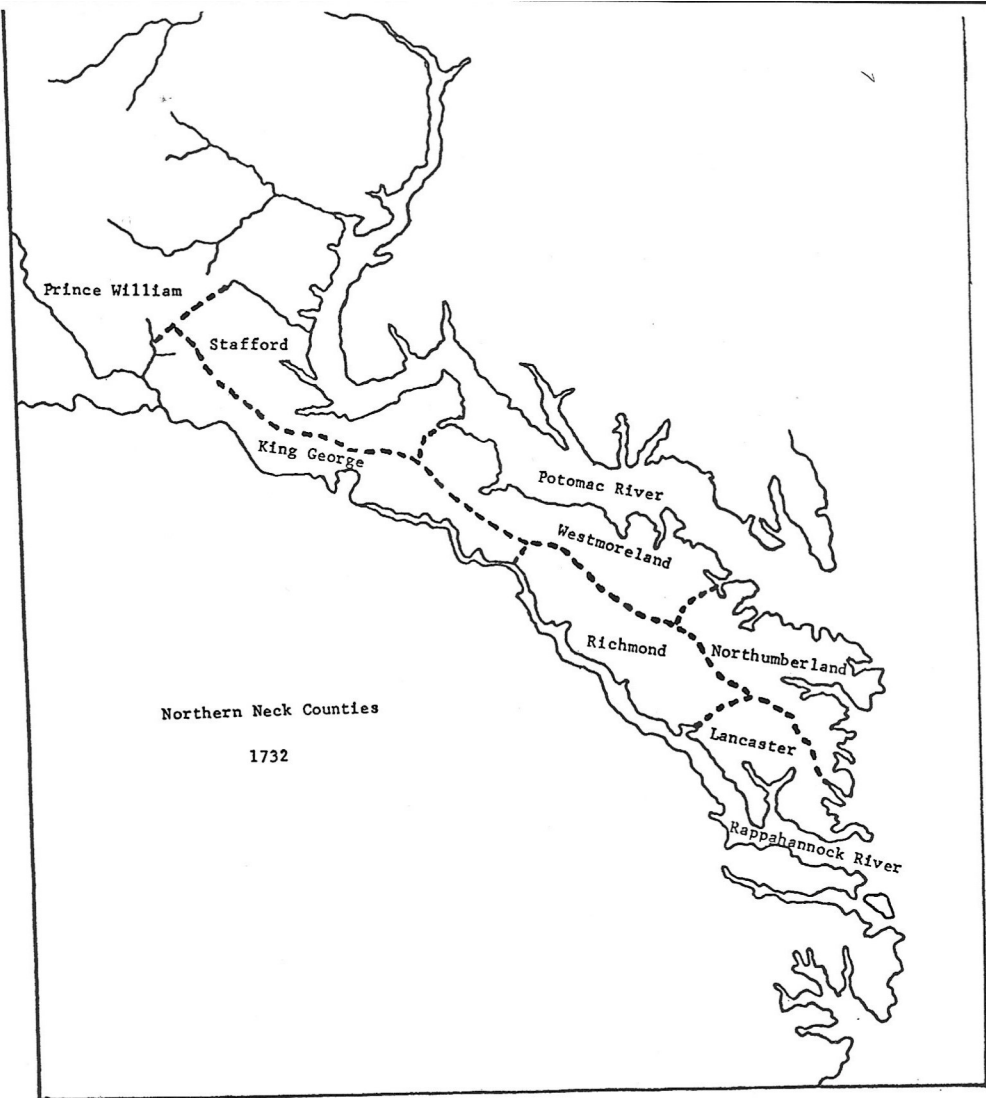 Prince William
Stafford
King George
Potomac River
Westmoreland
Richmond
Northumberland
Northern Neck Counties
1732
Lancaster
Rappahannock River